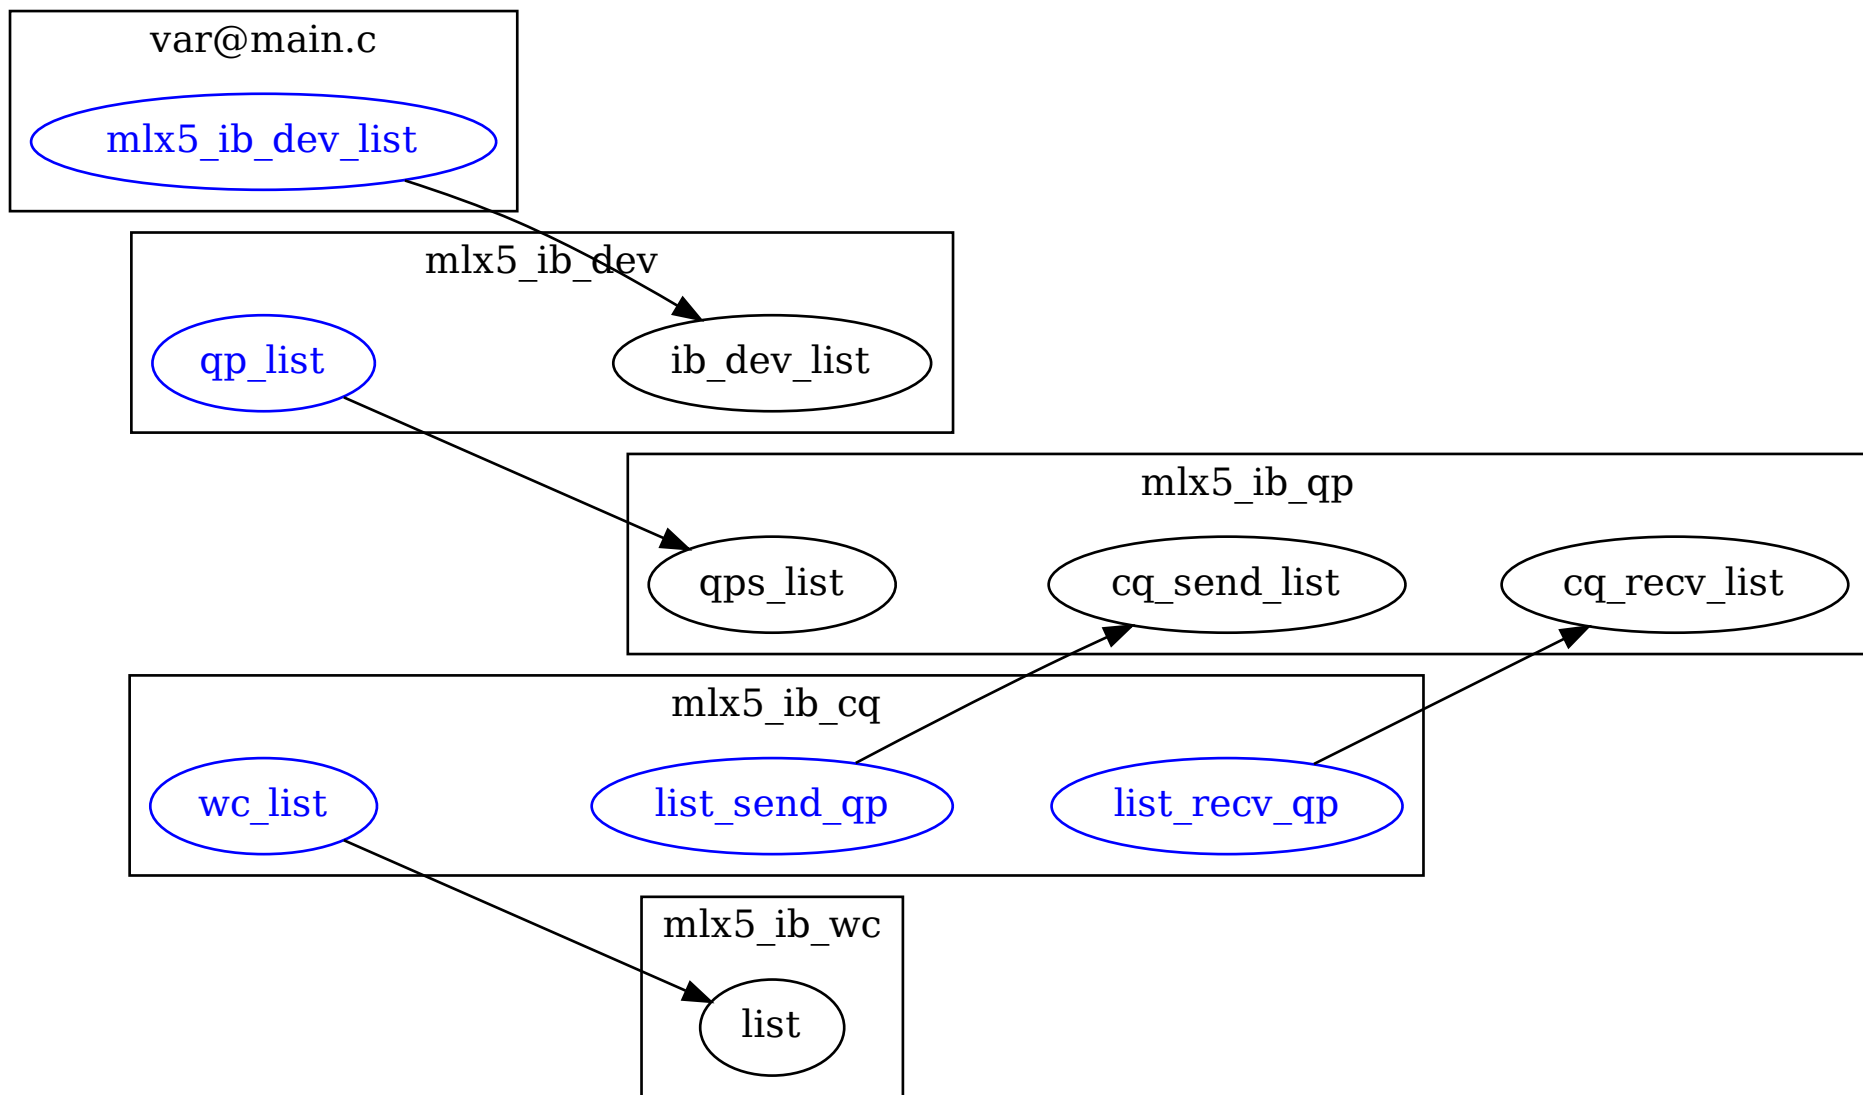 var@main.c
mlx5_ib_dev_list
mlx5_ib_dev
qp_list
ib_dev_list
mlx5_ib_qp
qps_list
cq_send_list
cq_recv_list
mlx5_ib_cq
wc_list
list_send_qp
list_recv_qp
mlx5_ib_wc
list